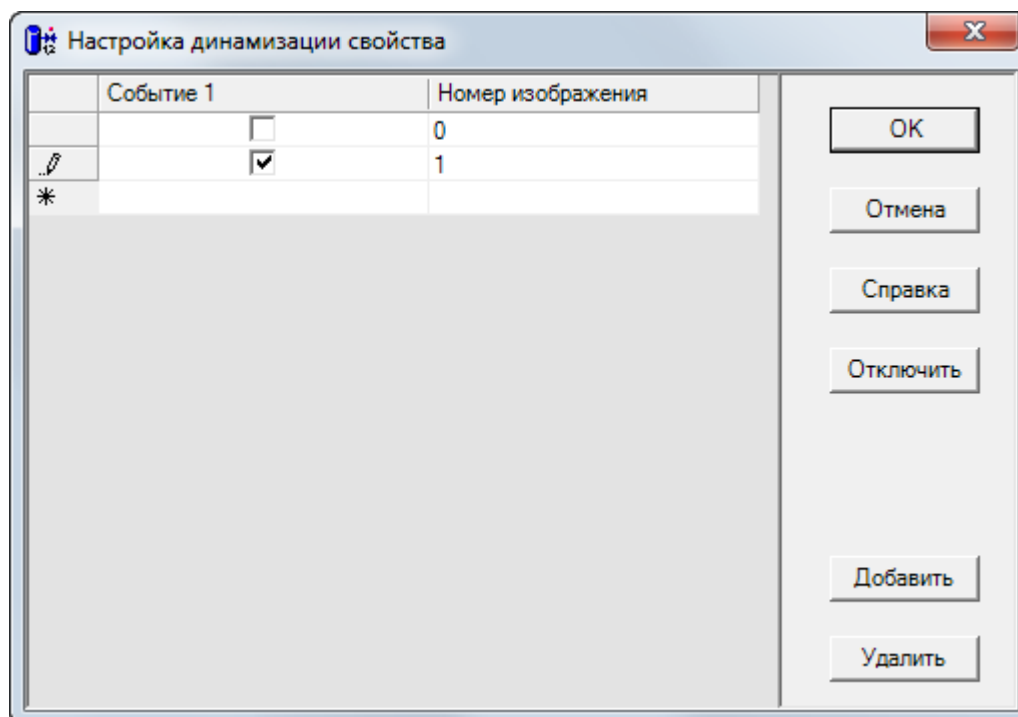 Настройка динамизации свойства
Событие 1
Номер изображения
0
1
OK
Отмена
Справка
Отключить
Добавить
Удалить